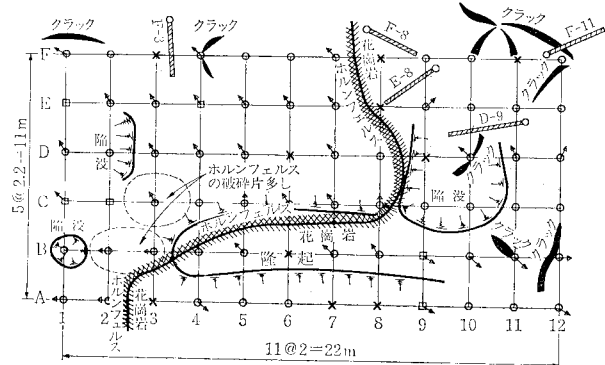 クラック
F-3
クラック
F-8
クラック
F-11
F
花崗岩
ホルンフェルス
E-8
クラック
E
D-9
D
陥没
クラック
ホルンフェルス
の破砕片多し
C
陥没
ホルンフェルス
陥没
花崗岩
クラック
クラック
B
隆起
A
1
2
3
4
5
6
7
8
9
10
11
12
ホルンフェルス
花崗岩
5@2.2=11m
11@2=22m